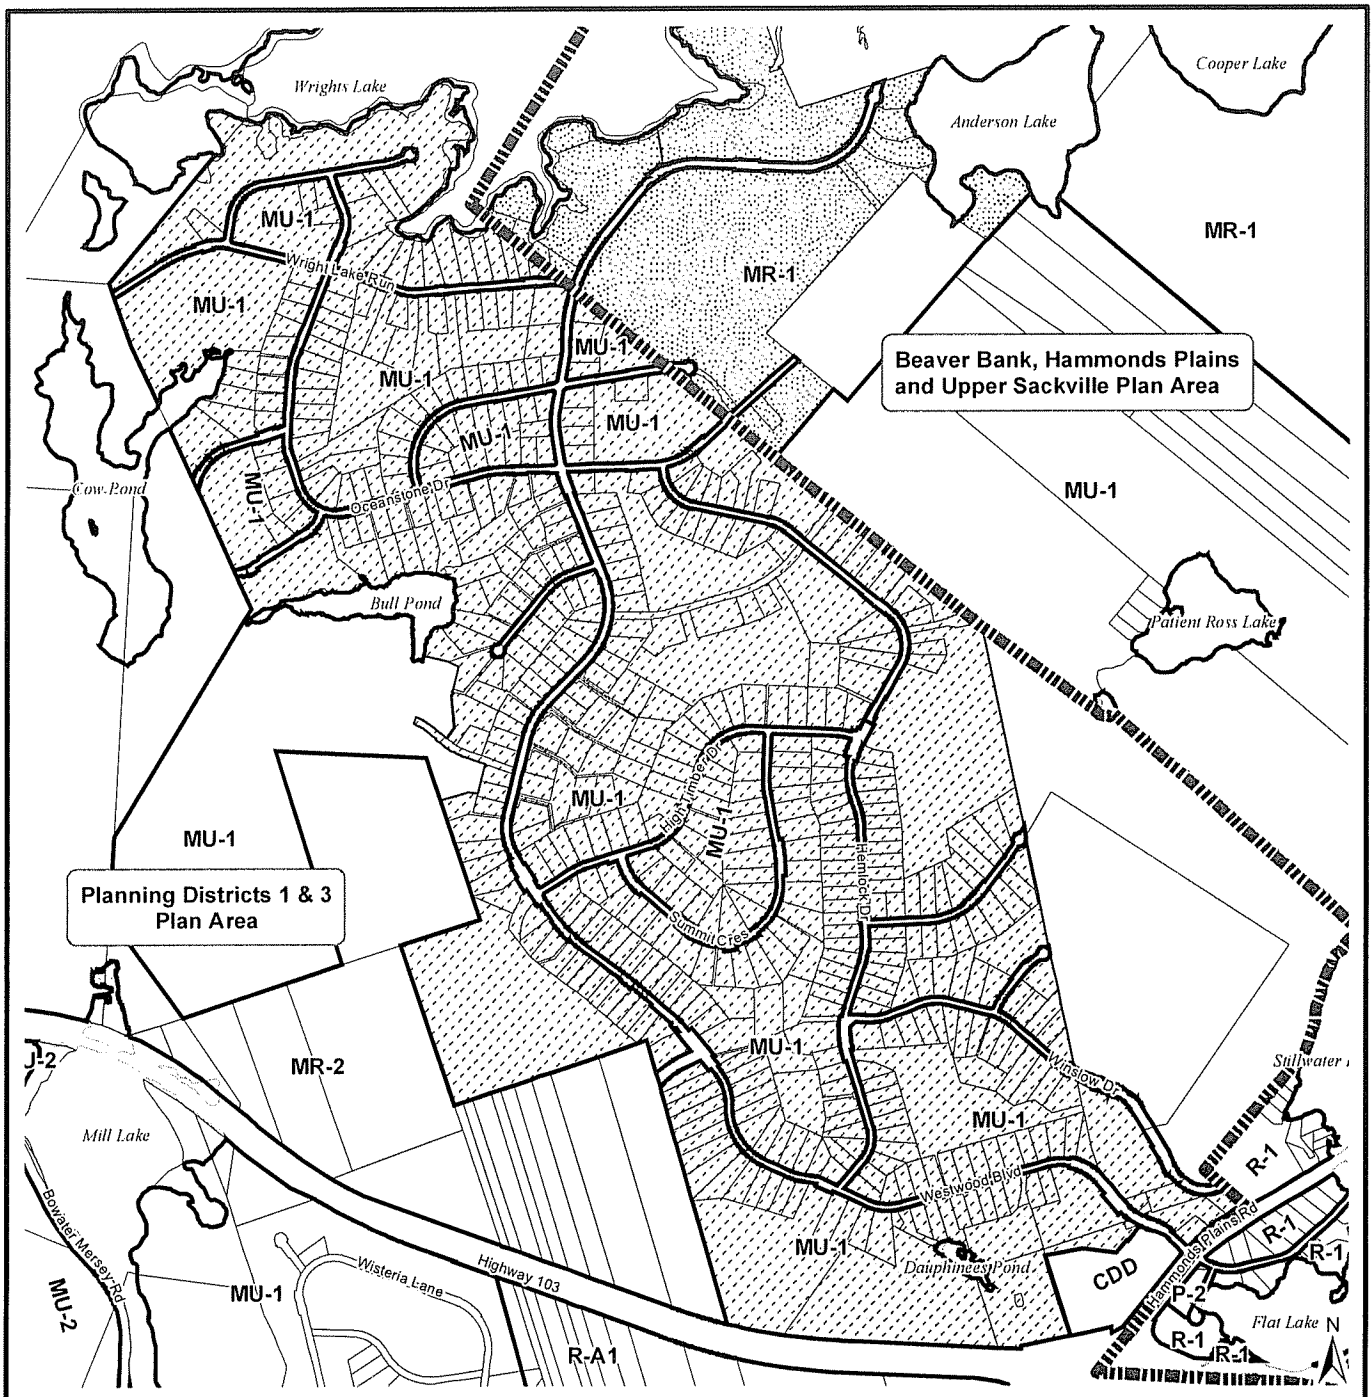 Wrights Lake
Cooper Lake
Anderson Lake
MU-1
MR-1
Wright Lake Run
MR-1
MU-1
MU-1
Beaver Bank, Hammonds Plains
and Upper Sackville Plan Area
MU-1
MU-1
MU-1
MU-1
MU-1
Cow Pond
Oceanstone Dr
Bull Pond
Patient Ross Lake
High Timber Dr
MU-1
MU-1
MU-1
Hemlock Dr
Planning Districts 1 & 3
Plan Area
Summit Cres
MR-2
MU-1
Winslow Dr
Stillwater
MU-1
Mill Lake
R-1
Westwood Blvd
Bowater Mersey Rd
Hammonds Plains Rd
R-1
R-1
MU-1
Dauphinees Pond
CDD
Highway 103
Wisteria Lane
MU-1
MU-2
P-2
Flat Lake
N
R-1
R-1
R-A1